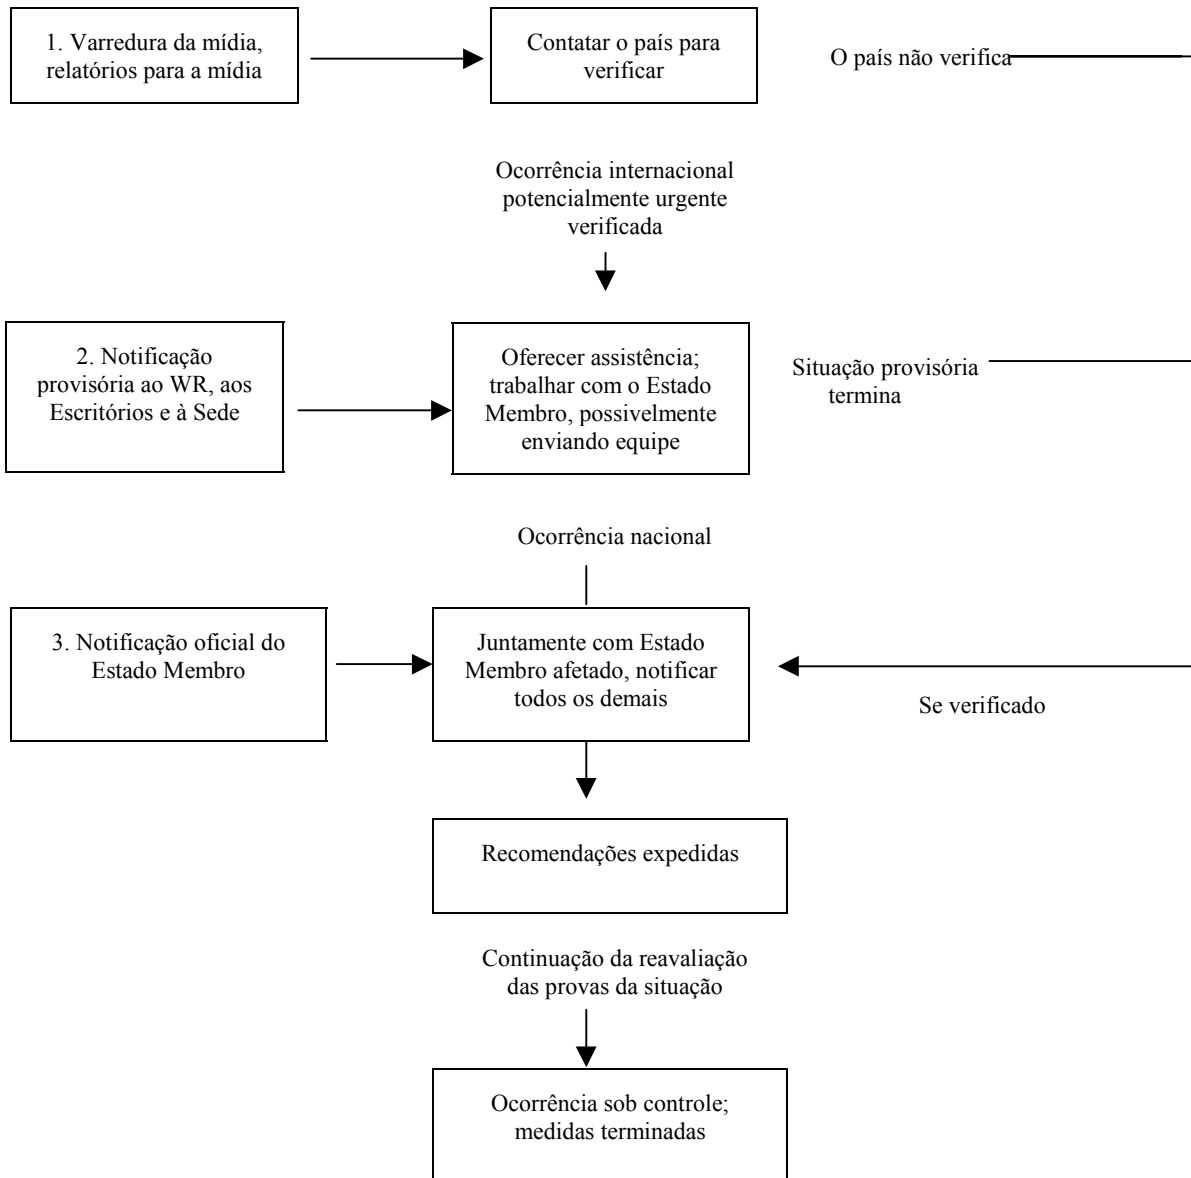 1. Varredura da mídia,
relatórios para a mídia
Contatar o país para
verificar
O país não verifica
Ocorrência internacional
potencialmente urgente
verificada
2. Notificação
provisória ao WR, aos
Escritórios e à Sede
Oferecer assistência;
trabalhar com o Estado
Membro, possivelmente
enviando equipe
Situação provisória
termina
Ocorrência nacional
3. Notificação oficial do
Estado Membro
Juntamente com Estado
Membro afetado, notificar
todos os demais
Se verificado
Recomendações expedidas
Continuação da reavaliação
das provas da situação
Ocorrência sob controle;
medidas terminadas